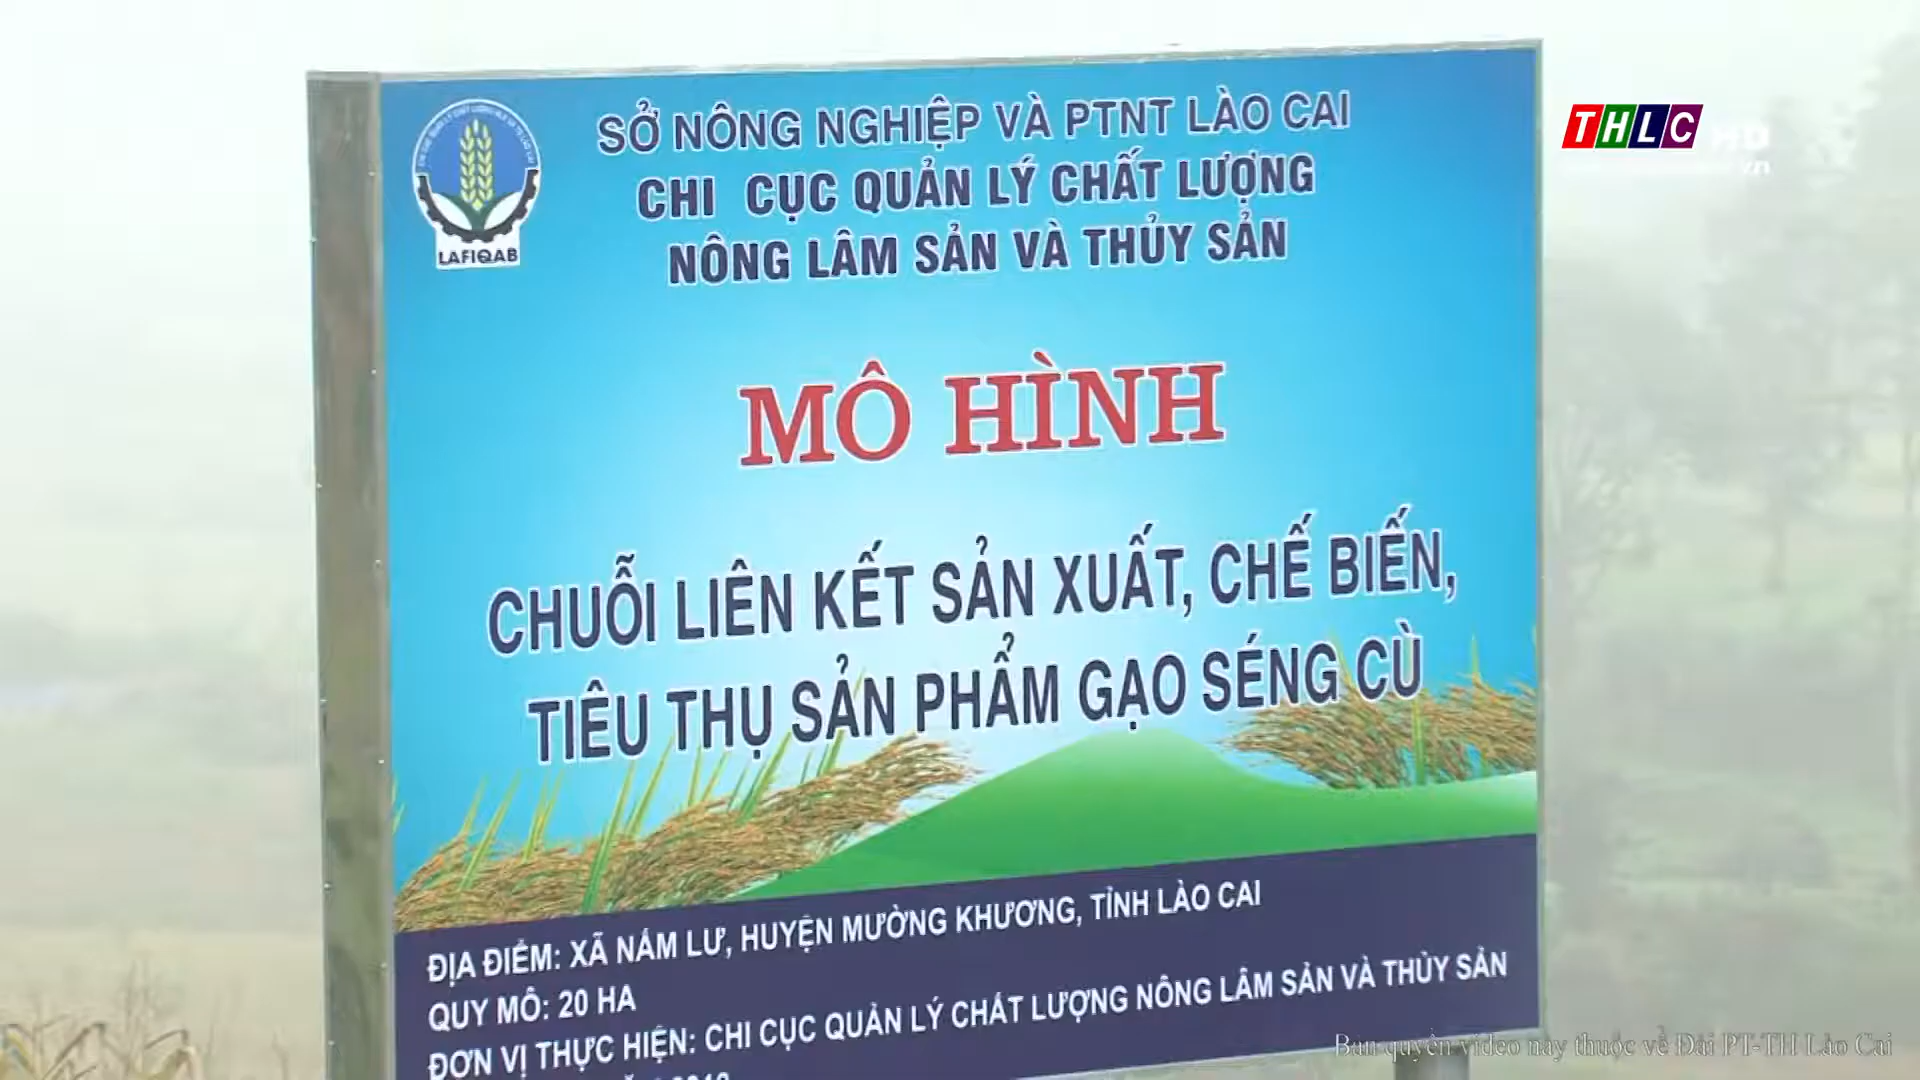 SỞ NÔNG NGHIỆP VÀ PTNT LÀO CAI
CHI CỤC QUẢN LÝ CHẤT LƯỢNG
NÔNG LÂM SẢN VÀ THỦY SẢN
LAFIQAB
THLC HD
MÔ HÌNH
CHUỖI LIÊN KẾT SẢN XUẤT, CHẾ BIẾN,
TIÊU THỤ SẢN PHẨM GẠO SÉNG CÙ
ĐỊA ĐIỂM: XÃ NẤM LƯ, HUYỆN MƯỜNG KHƯƠNG, TỈNH LÀO CAI
QUY MÔ: 20 HA
ĐƠN VỊ THỰC HIỆN: CHI CỤC QUẢN LÝ CHẤT LƯỢNG NÔNG LÂM SẢN VÀ THỦY SẢN
Bản quyền video này thuộc về Đài PT-TH Lào Cai